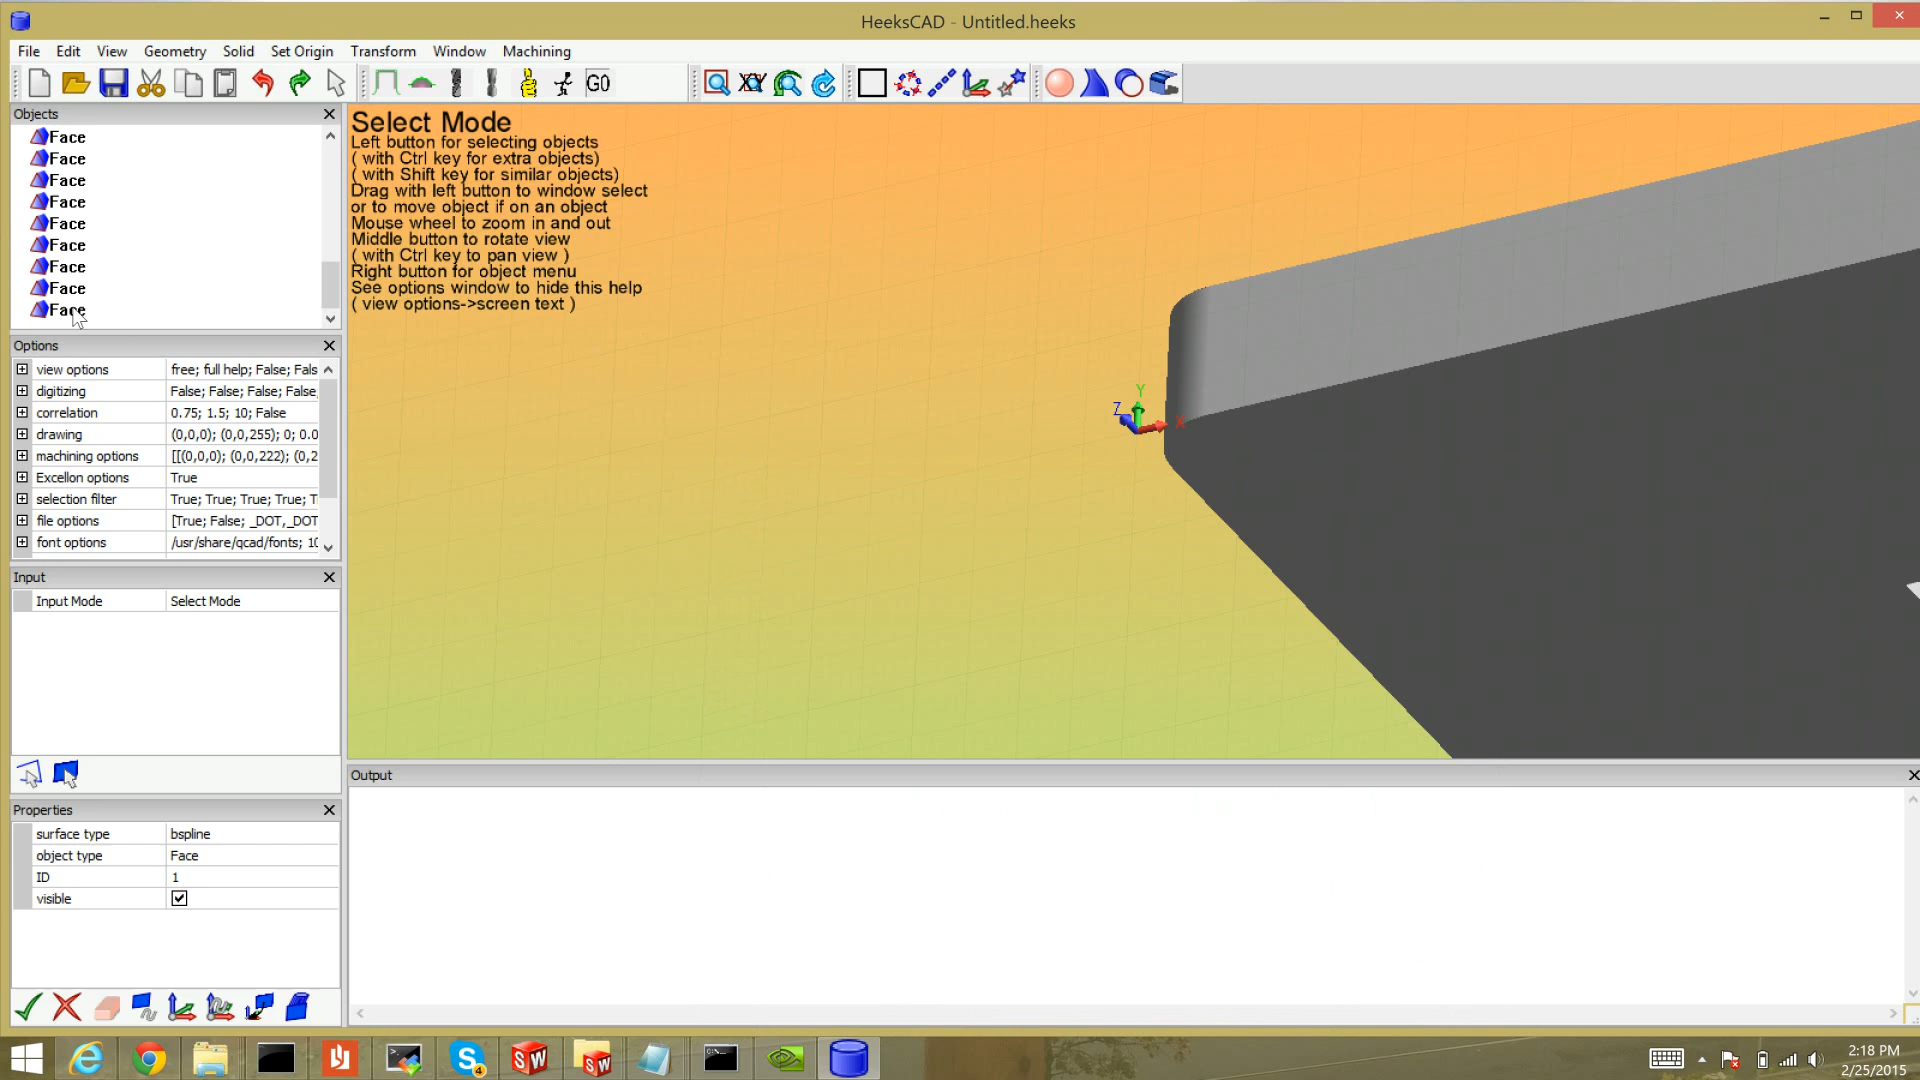 HeeksCAD - Untitled.heeks
File Edit View Geometry Solid Set Origin Transform Window Machining
G0
Objects
Face
Face
Face
Face
Face
Face
Face
Face
Face
Options
view options free; full help; False; Fals
digitizing False; False; False; False;
correlation 0.75; 1.5; 10; False
drawing (0,0,0); (0,0,255); 0; 0.0
machining options [[(0,0,0); (0,0,222); (0,2
Excellon options True
selection filter True; True; True; True; T
file options [True; False; _DOT,_DOT
font options /usr/share/qcad/fonts; 10
Input
Input Mode Select Mode
Properties
surface type bspline
object type Face
ID 1
visible
Select Mode
Left button for selecting objects
( with Ctrl key for extra objects)
( with Shift key for similar objects)
Drag with left button to window select
or to move object if on an object
Mouse wheel to zoom in and out
Middle button to rotate view
( with Ctrl key to pan view )
Right button for object menu
See options window to hide this help
( view options->screen text )
Y
Z
X
Output
4
SW
SW
2:18 PM
2/25/2015